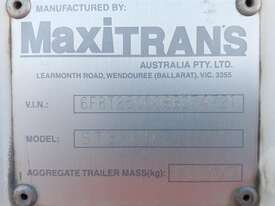 MANUFACTURED BY:
MaxiTRANS
AUSTRALIA PTY. LTD.
LEARMONTH ROAD, WENDOUREE (BALLARAT), VIC. 3355
V.I.N.:
MODEL:
AGGREGATE TRAILER MASS(kg):